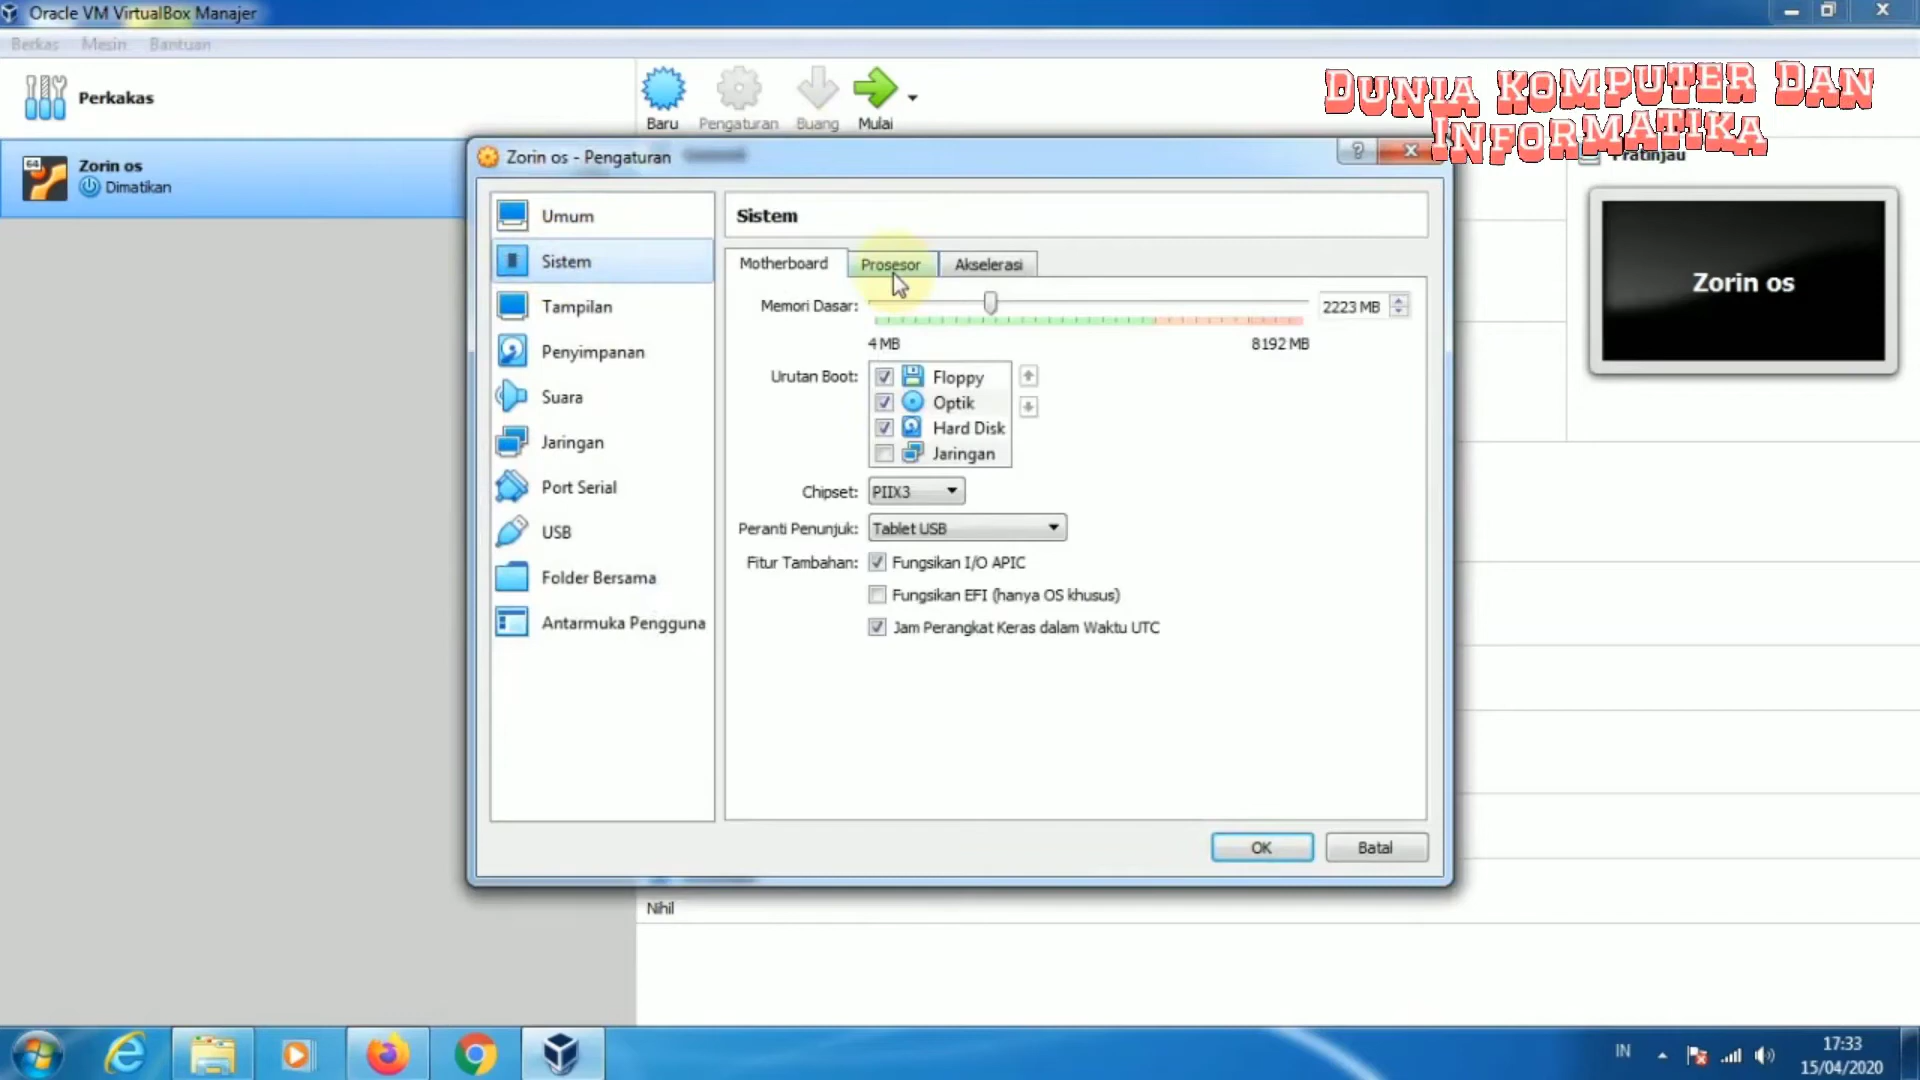 Oracle VM VirtualBox Manajer
Berkas Mesin Bantuan
Perkakas
Baru Pengaturan Buang Mulai
DUNIA KOMPUTER DAN
INFORMATIKA
Pratinjau
64
Zorin os
Dimatikan
Zorin os - Pengaturan
Umum
Sistem
Tampilan
Penyimpanan
Suara
Jaringan
Port Serial
USB
Folder Bersama
Antarmuka Pengguna
Sistem
Motherboard Prosesor Akselerasi
Memori Dasar: 2223 MB
4 MB 8192 MB
Urutan Boot: Floppy
Optik
Hard Disk
Jaringan
Chipset: PIIX3
Peranti Penunjuk: Tablet USB
Fitur Tambahan: Fungsikan I/O APIC
Fungsikan EFI (hanya OS khusus)
Jam Perangkat Keras dalam Waktu UTC
OK Batal
Zorin os
Nihil
IN
17:33
15/04/2020